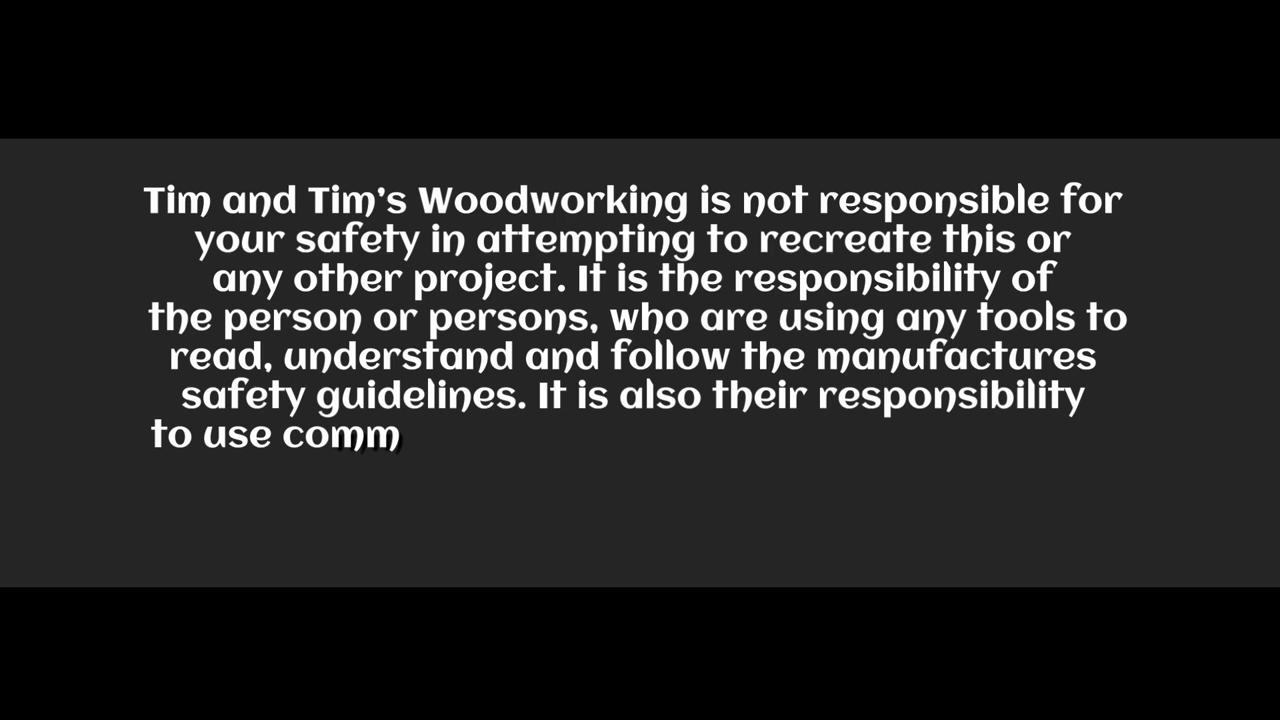 Tim and Tim's Woodworking is not responsible for
your safety in attempting to recreate this or
any other project. It is the responsibility of
the person or persons, who are using any tools to
read, understand and follow the manufactures
safety guidelines. It is also their responsibility
to use comm